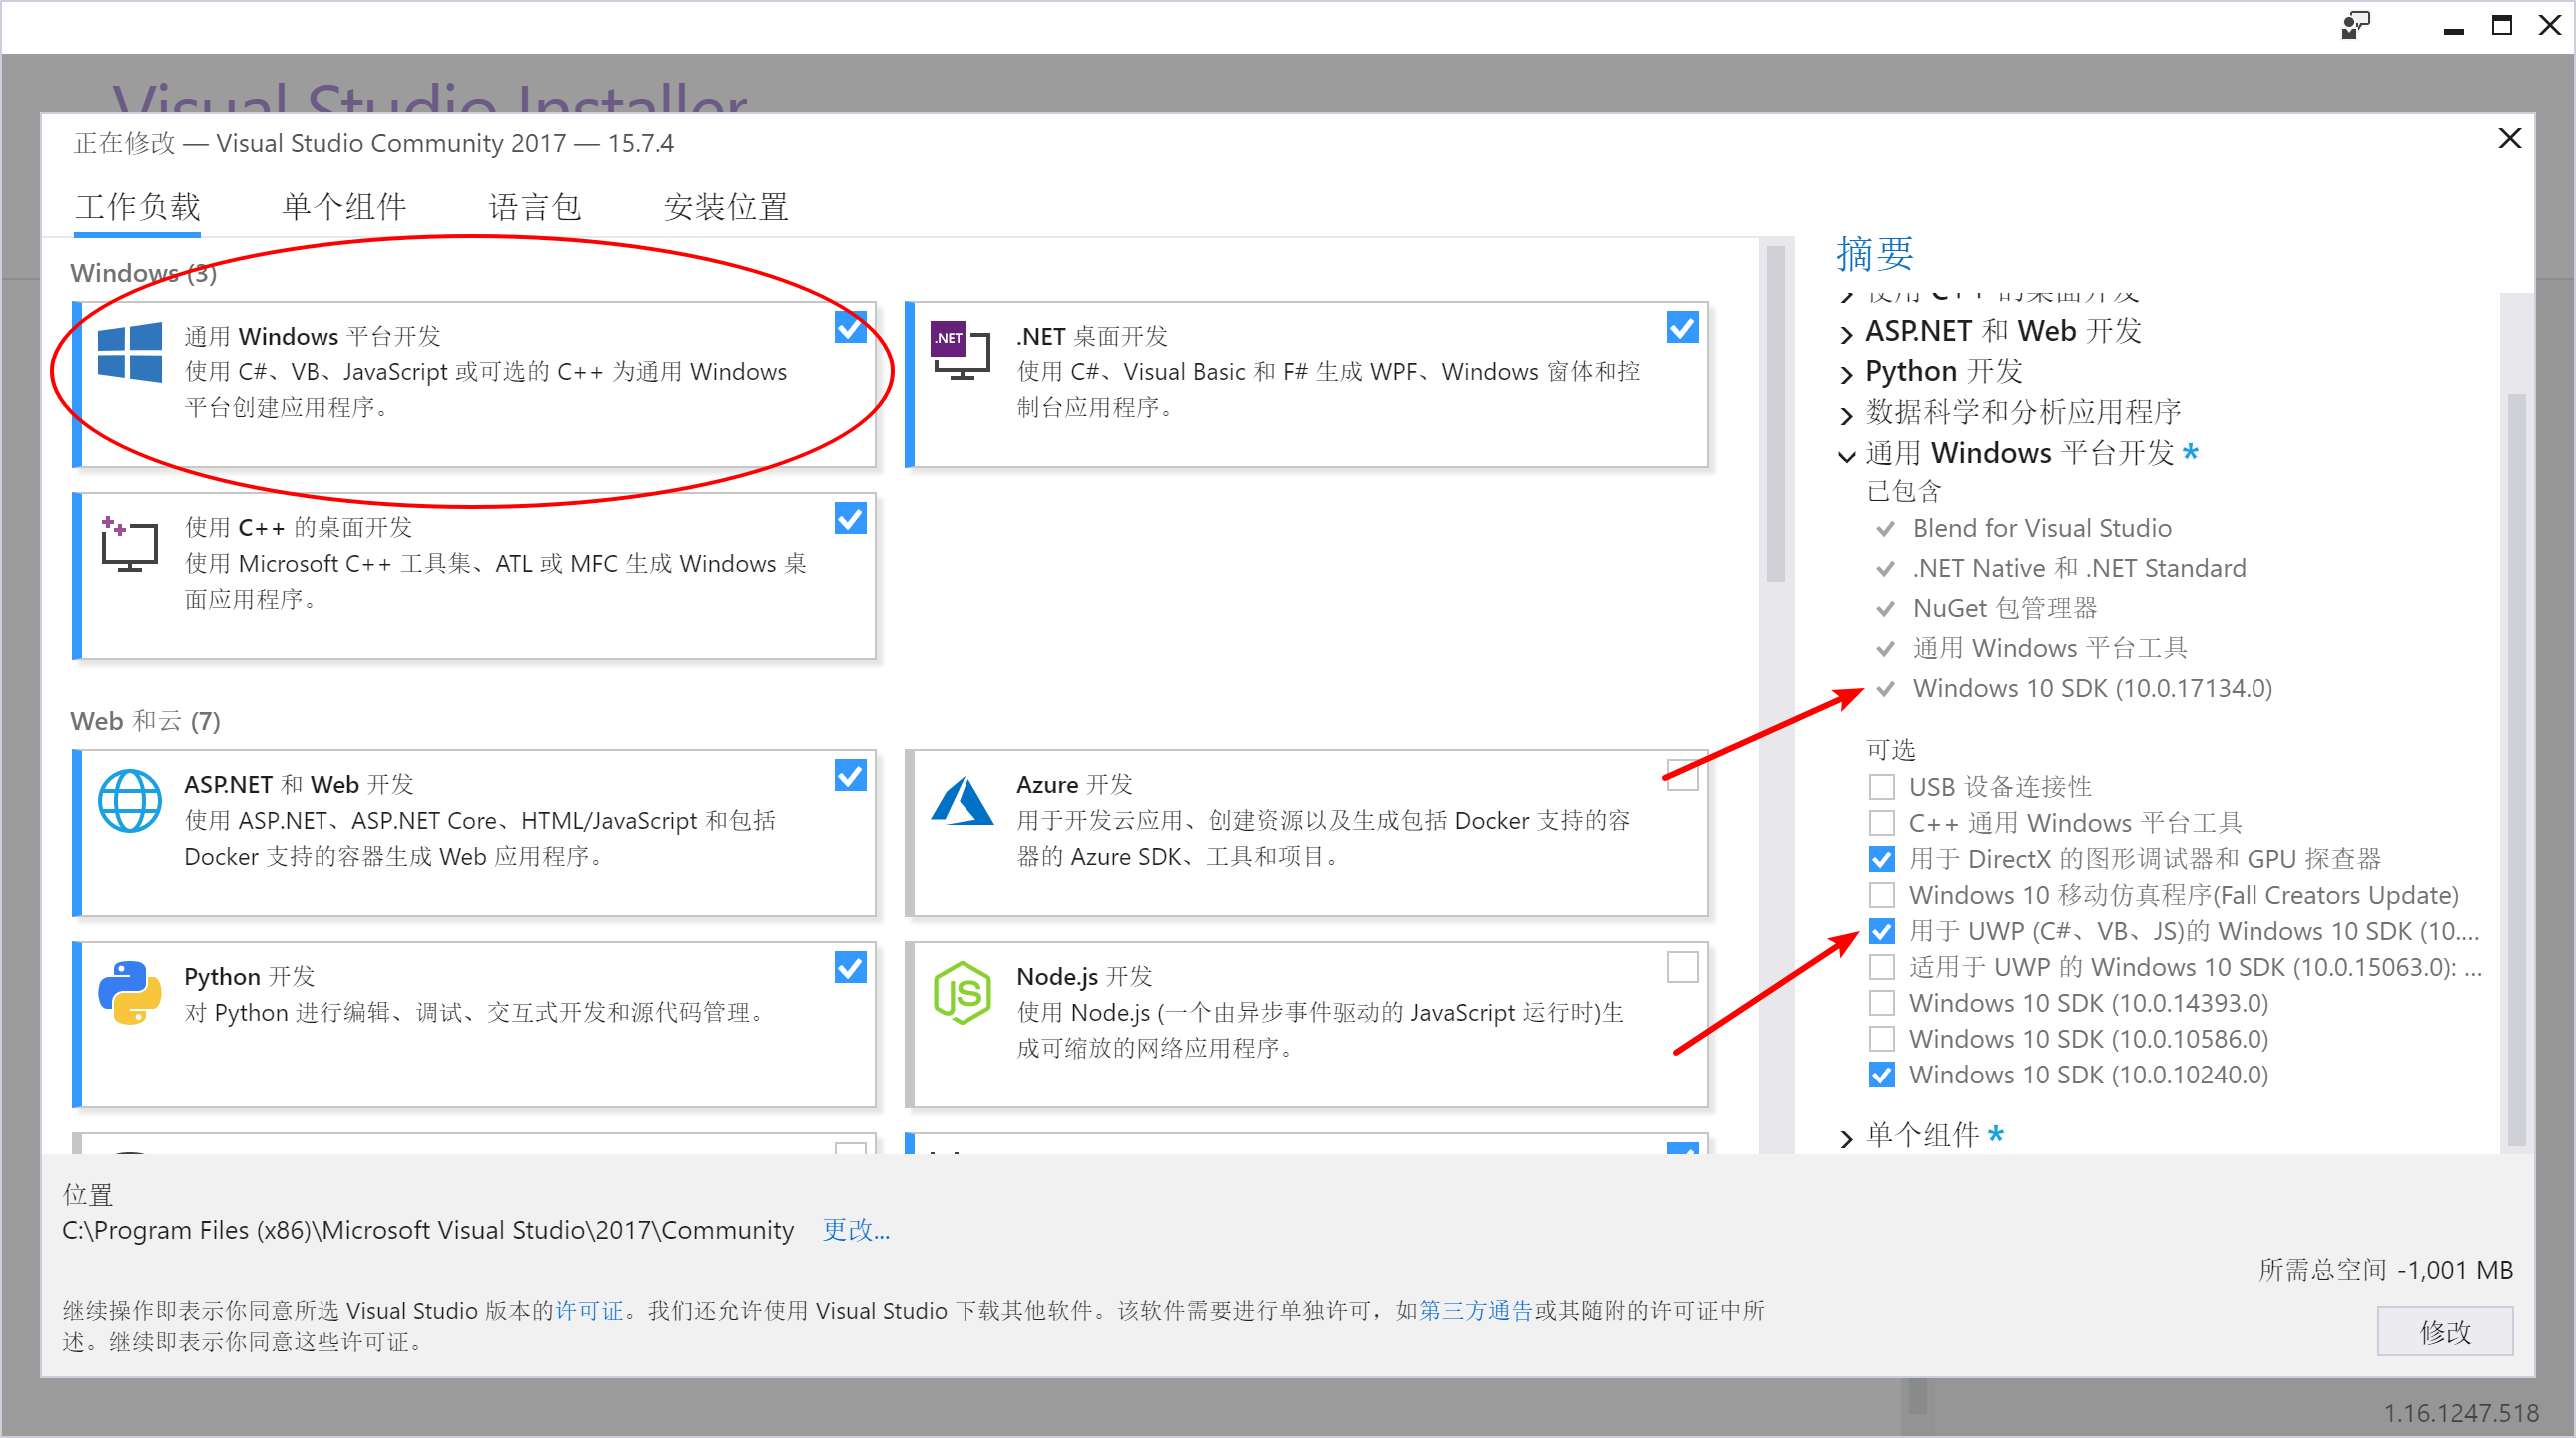 Visual Studio Installer
正在修改 — Visual Studio Community 2017 — 15.7.4
工作负载
单个组件
语言包
安装位置
Windows (3)
通用 Windows 平台开发
使用 C#、VB、JavaScript 或可选的 C++ 为通用 Windows
平台创建应用程序。
.NET
.NET 桌面开发
使用 C#、Visual Basic 和 F# 生成 WPF、Windows 窗体和控
制台应用程序。
使用 C++ 的桌面开发
使用 Microsoft C++ 工具集、ATL 或 MFC 生成 Windows 桌
面应用程序。
Web 和云 (7)
ASP.NET 和 Web 开发
使用 ASP.NET、ASP.NET Core、HTML/JavaScript 和包括
Docker 支持的容器生成 Web 应用程序。
Azure 开发
用于开发云应用、创建资源以及生成包括 Docker 支持的容
器的 Azure SDK、工具和项目。
Python 开发
对 Python 进行编辑、调试、交互式开发和源代码管理。
JS
Node.js 开发
使用 Node.js (一个由异步事件驱动的 JavaScript 运行时)生
成可缩放的网络应用程序。
摘要
使用 C++ 的桌面开发
ASP.NET 和 Web 开发
Python 开发
数据科学和分析应用程序
通用 Windows 平台开发 *
已包含
Blend for Visual Studio
.NET Native 和 .NET Standard
NuGet 包管理器
通用 Windows 平台工具
Windows 10 SDK (10.0.17134.0)
可选
USB 设备连接性
C++ 通用 Windows 平台工具
用于 DirectX 的图形调试器和 GPU 探查器
Windows 10 移动仿真程序(Fall Creators Update)
用于 UWP (C#、VB、JS)的 Windows 10 SDK (10....
适用于 UWP 的 Windows 10 SDK (10.0.15063.0): ...
Windows 10 SDK (10.0.14393.0)
Windows 10 SDK (10.0.10586.0)
Windows 10 SDK (10.0.10240.0)
单个组件 *
位置
C:\Program Files (x86)\Microsoft Visual Studio\2017\Community 更改...
所需总空间 -1,001 MB
继续操作即表示你同意所选 Visual Studio 版本的许可证。我们还允许使用 Visual Studio 下载其他软件。该软件需要进行单独许可，如第三方通告或其随附的许可证中所
述。继续即表示你同意这些许可证。
修改
1.16.1247.518